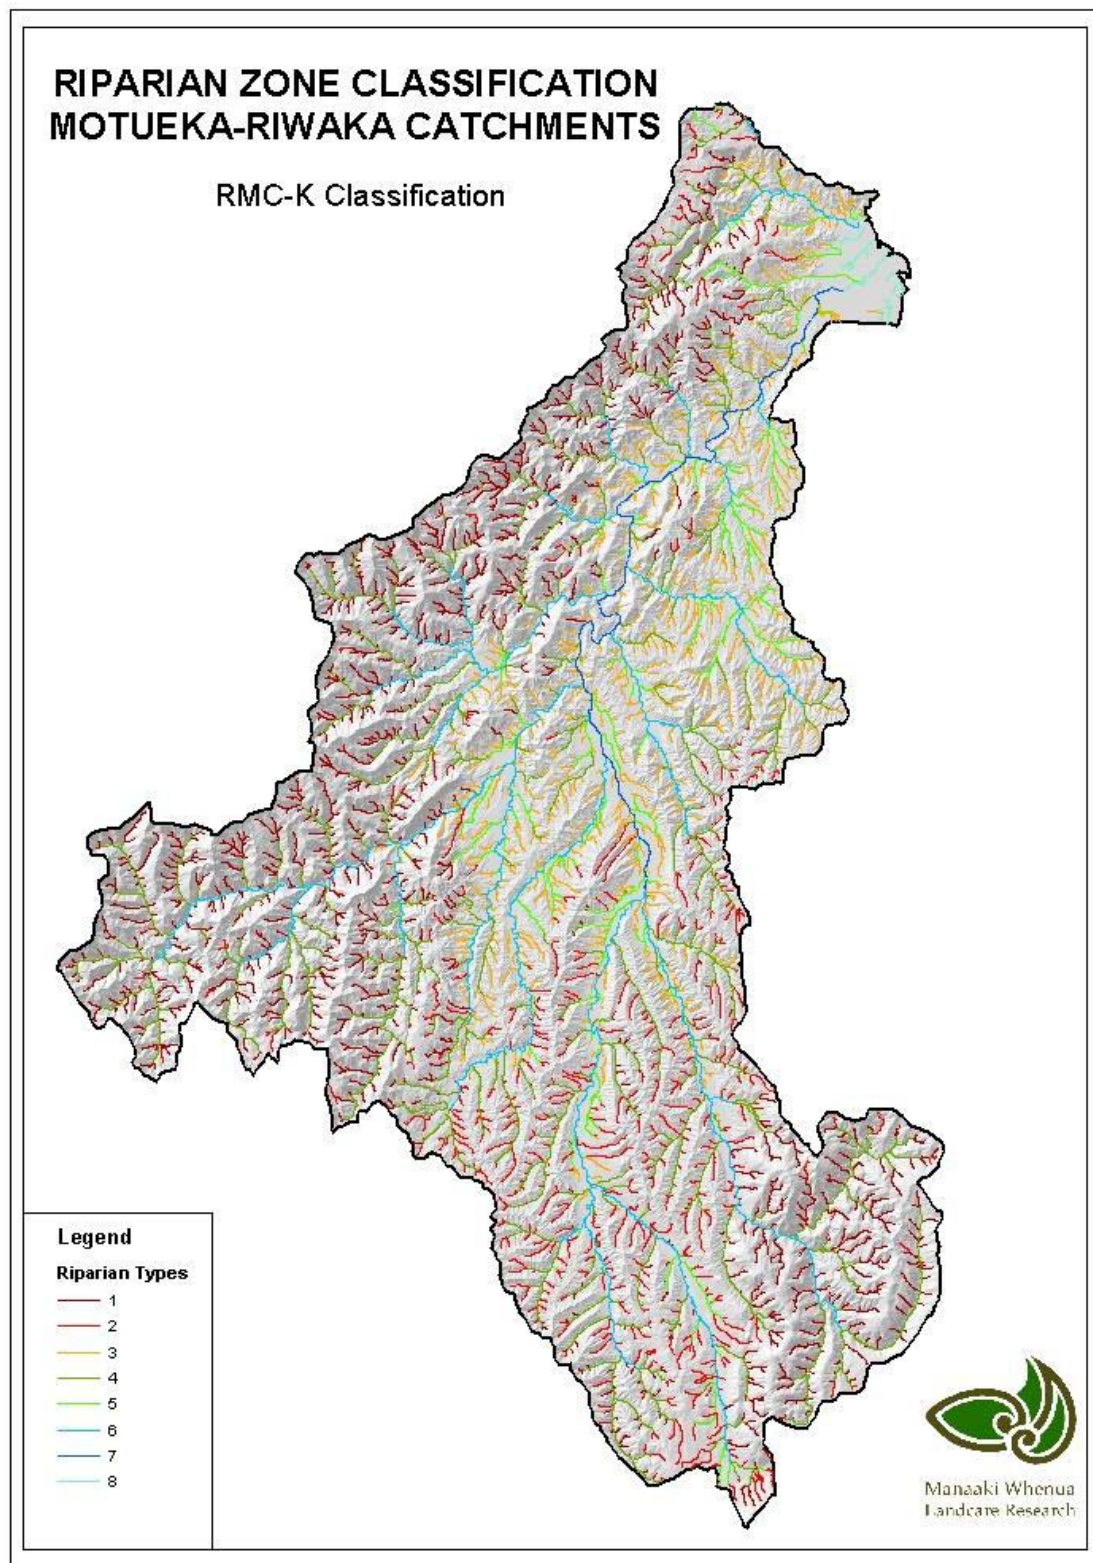 RIPARIAN ZONE CLASSIFICATION
MOTUEKA-RIWAKA CATCHMENTS
RMC-K Classification
Legend
Riparian Types
1
2
3
4
5
6
7
8
Manaaki Whenua
Landcare Research